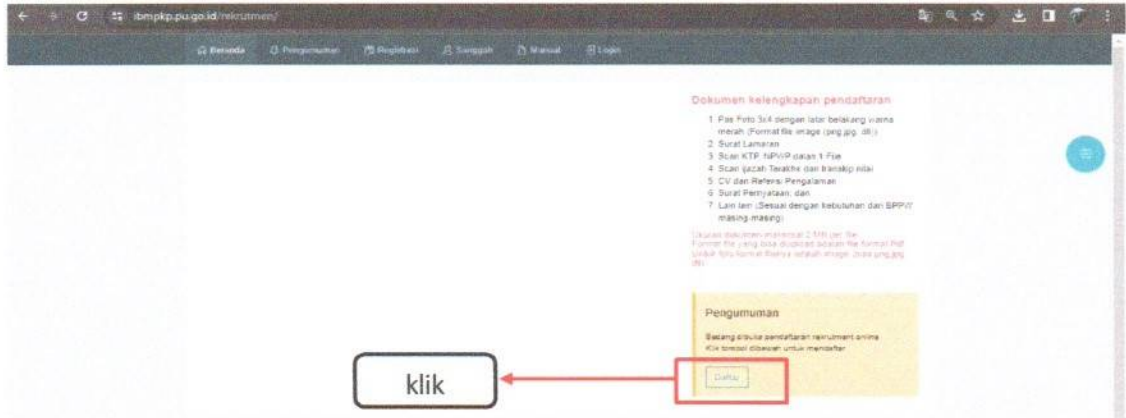 ibmpkp.pu.go.id/rekrutmen/
Beranda Pengumuman Registrasi Sanggah Manual Login
Dokumen kelengkapan pendaftaran
1 Pas Foto 3x4 dengan latar belakang warna
merah (Format file image (png,jpg, dll))
2 Surat Lamaran
3 Scan KTP, NPWP dalam 1 File
4 Scan Ijazah Terakhir dan transkip nilai
5 CV dan Refensi Pengalaman
6 Surat Pernyataan, dan
7 Lain lain (Sesuai dengan kebutuhan dari BPPW
masing-masing)
Ukuran dokumen maksimal 2 MB per file
Format file yang bisa diupload adalah file format Pdf
Untuk foto format filenya adalah image
png,jpg,
dll)
Pengumuman
Sedang dibuka pendaftaran rekrutment online
Klik tombol dibawah untuk mendaftar
Daftar
klik